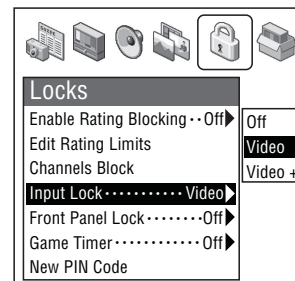 Locks
Enable Rating Blocking ·· Off
Off
Edit Rating Limits
Video
Channels Block
Video +
Input Lock ··········· Video
Front Panel Lock ········ Off
Game Timer ············ Off
New PIN Code